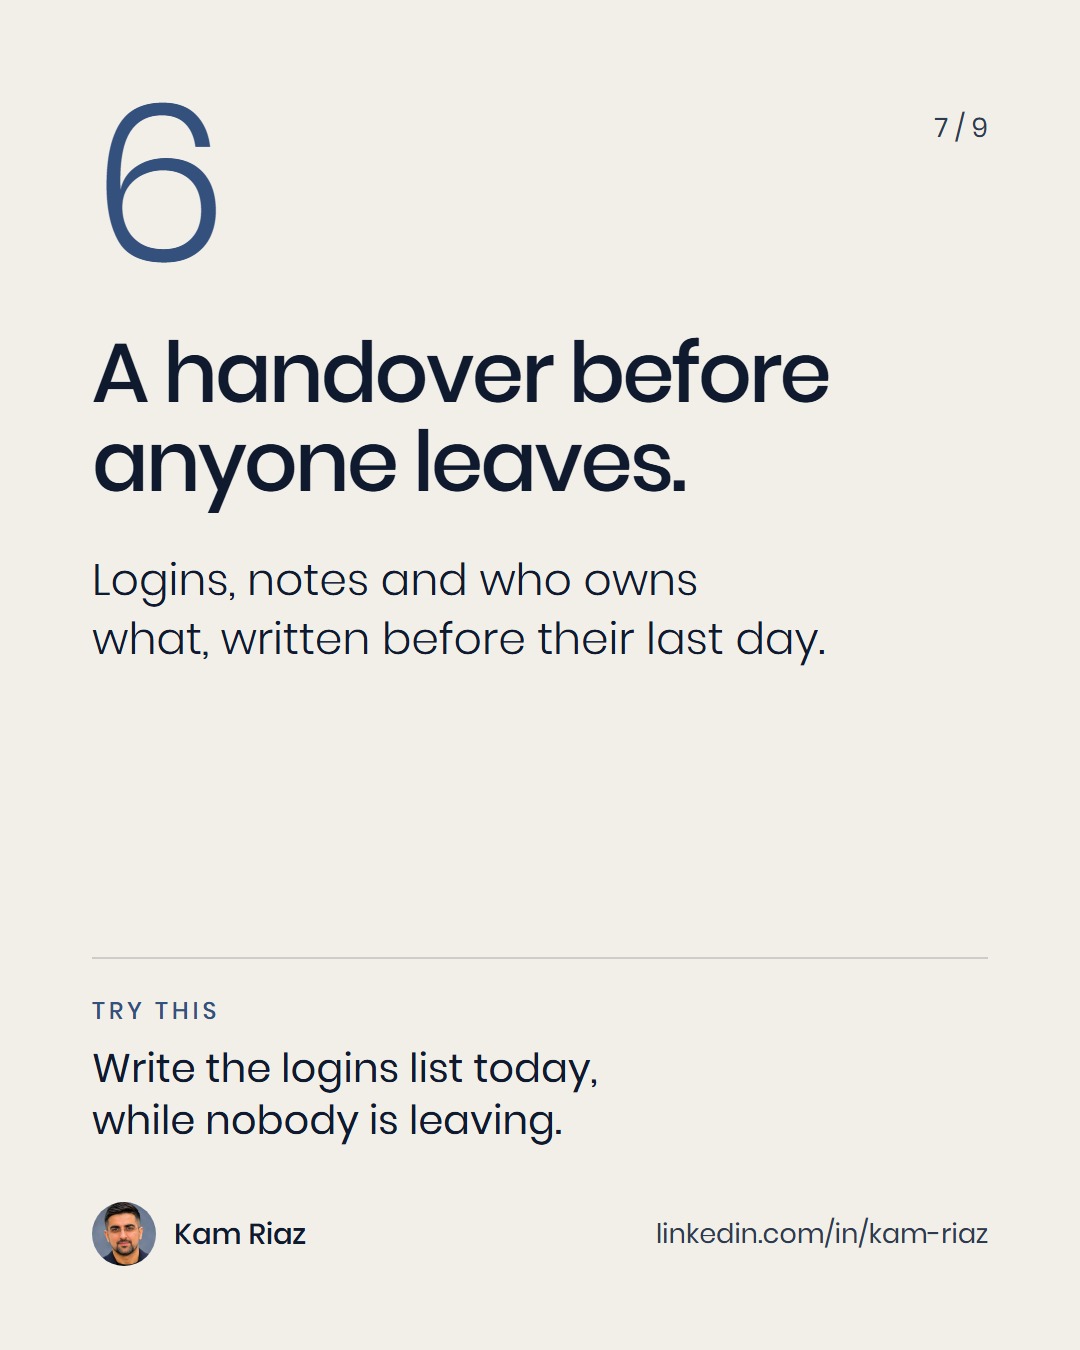 6
7 / 9
A handover before
anyone leaves.
Logins, notes and who owns
what, written before their last day.
TRY THIS
Write the logins list today,
while nobody is leaving.
Kam Riaz
linkedin.com/in/kam-riaz